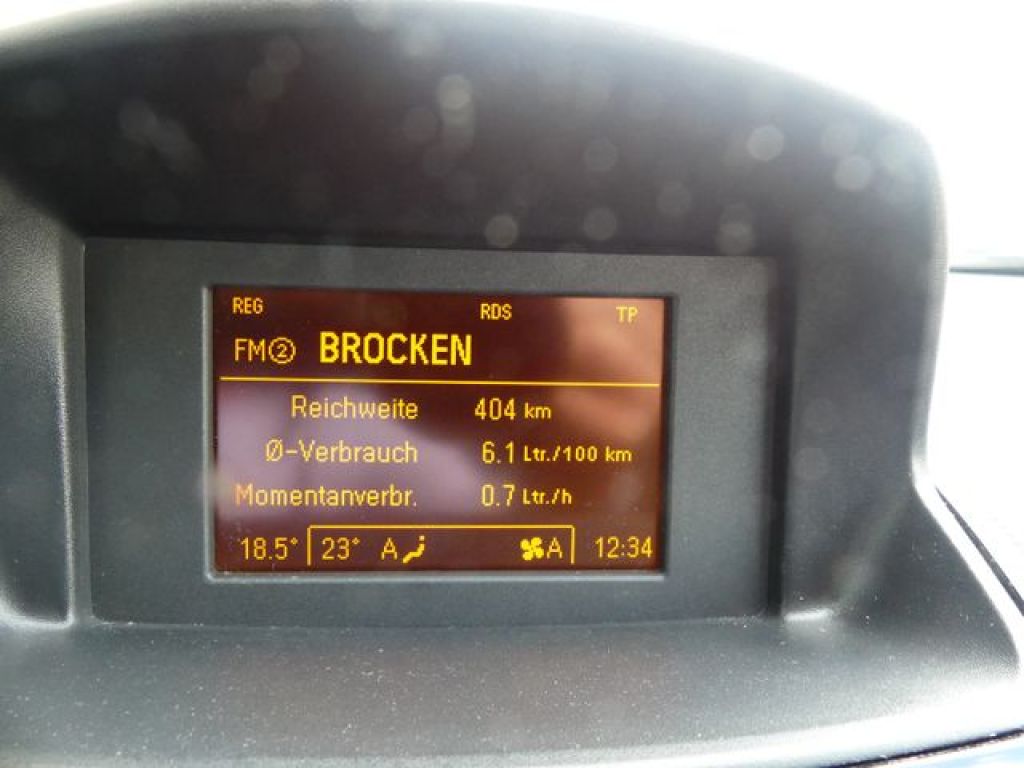 REG RDS TP
FM② BROCKEN
Reichweite 404 km
Ø-Verbrauch 6.1 Ltr./100 km
Momentanverbr. 0.7 Ltr./h
18.5° 23° A A 12:34